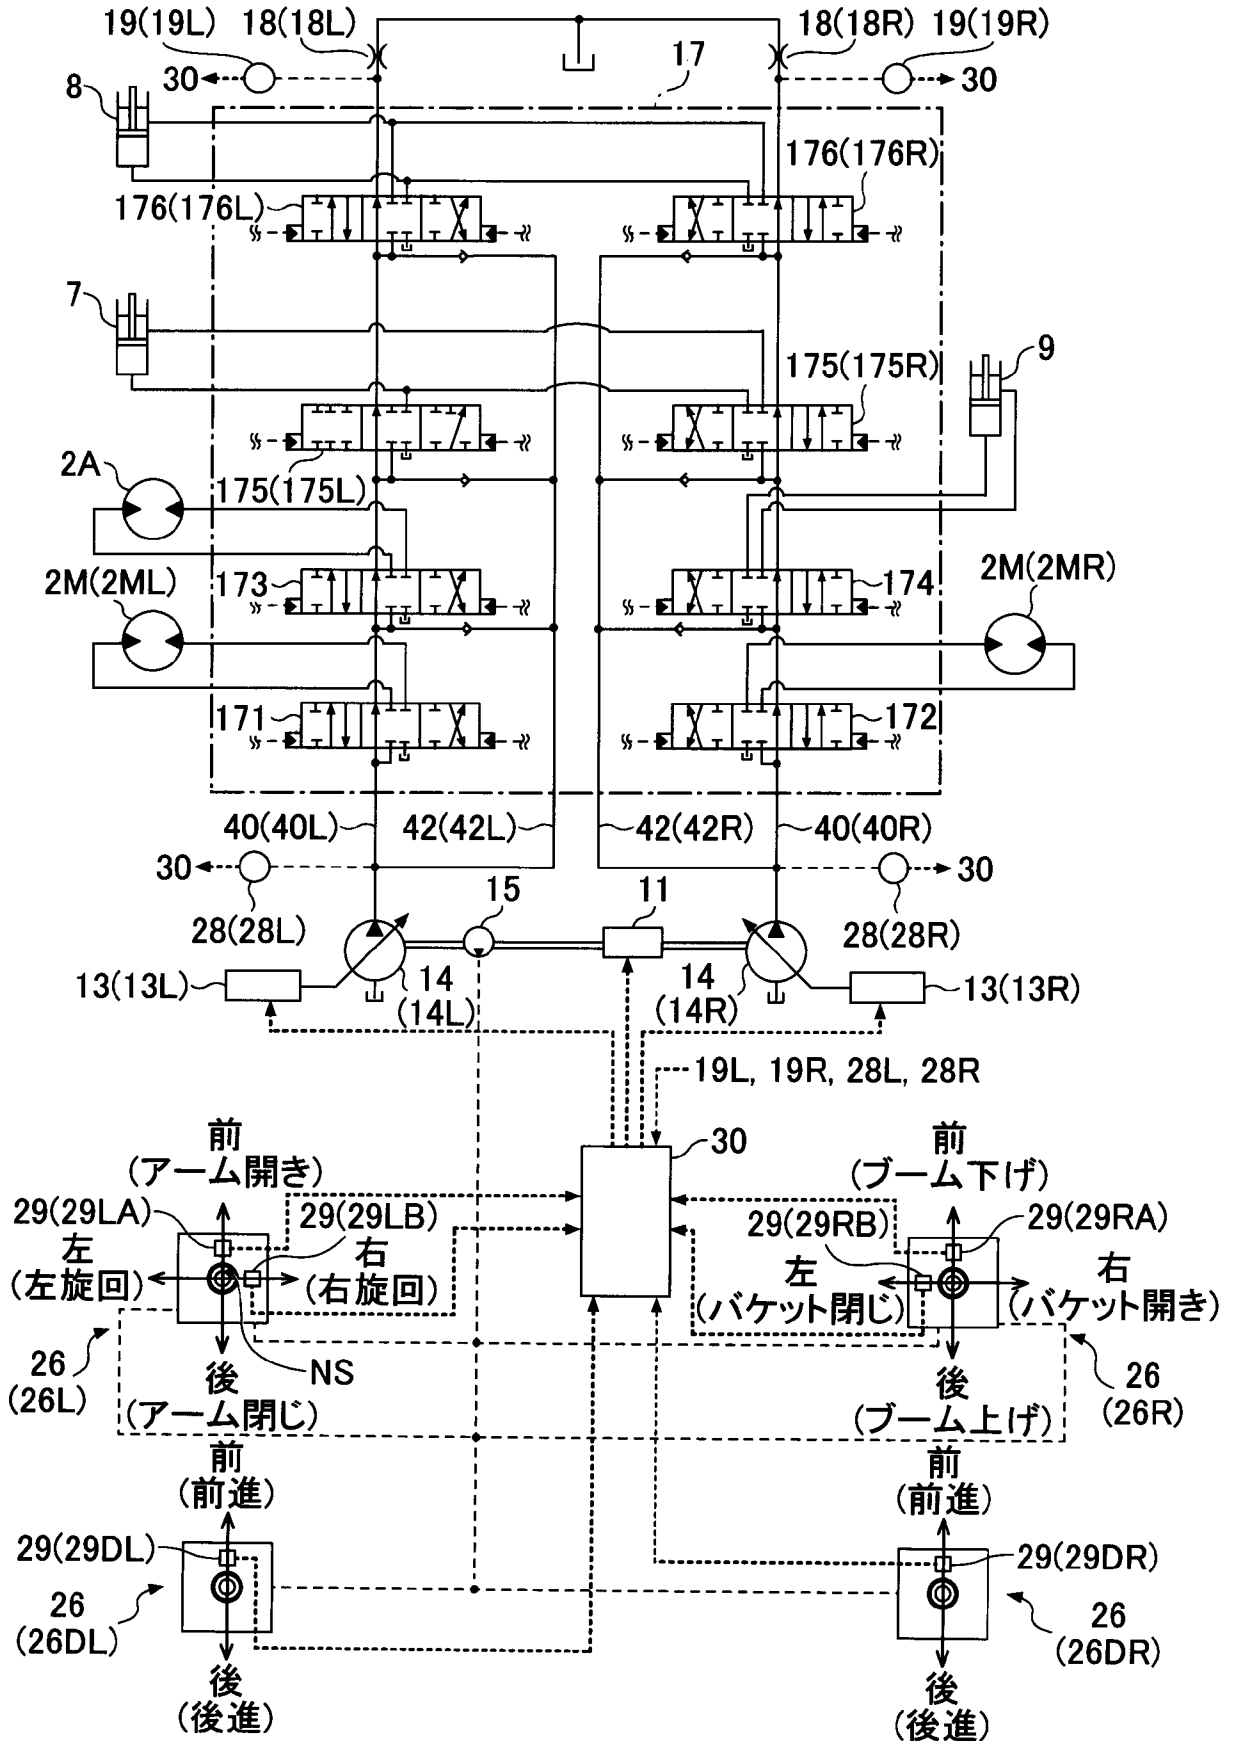 19(19L)
18(18L)
18(18R)
19(19R)
30
17
30
8
176(176R)
176(176L)
7
9
175(175R)
2A
175(175L)
2M(2ML)
173
174
2M(2MR)
171
172
40(40L)
42(42L)
42(42R)
40(40R)
30
15
11
30
28(28L)
28(28R)
13(13L)
14
(14L)
14
(14R)
13(13R)
19L, 19R, 28L, 28R
30
前
(アーム開き)
前
(ブーム下げ)
29(29LA)
29(29LB)
29(29RB)
29(29RA)
左
(左旋回)
右
(右旋回)
左
(バケット閉じ)
右
(バケット開き)
26
(26L)
後
(アーム閉じ)
NS
後
(ブーム上げ)
26
(26R)
前
(前進)
前
(前進)
29(29DL)
29(29DR)
26
(26DL)
26
(26DR)
後
(後進)
後
(後進)